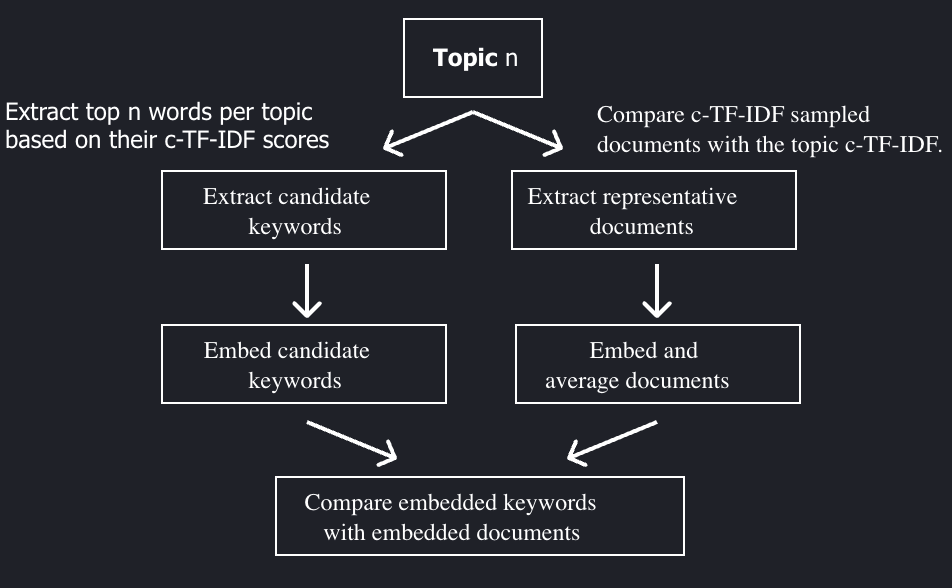 Topic n
Extract top n words per topic
based on their c-TF-IDF scores
Compare c-TF-IDF sampled
documents with the topic c-TF-IDF.
Extract candidate
keywords
Extract representative
documents
Embed candidate
keywords
Embed and
average documents
Compare embedded keywords
with embedded documents